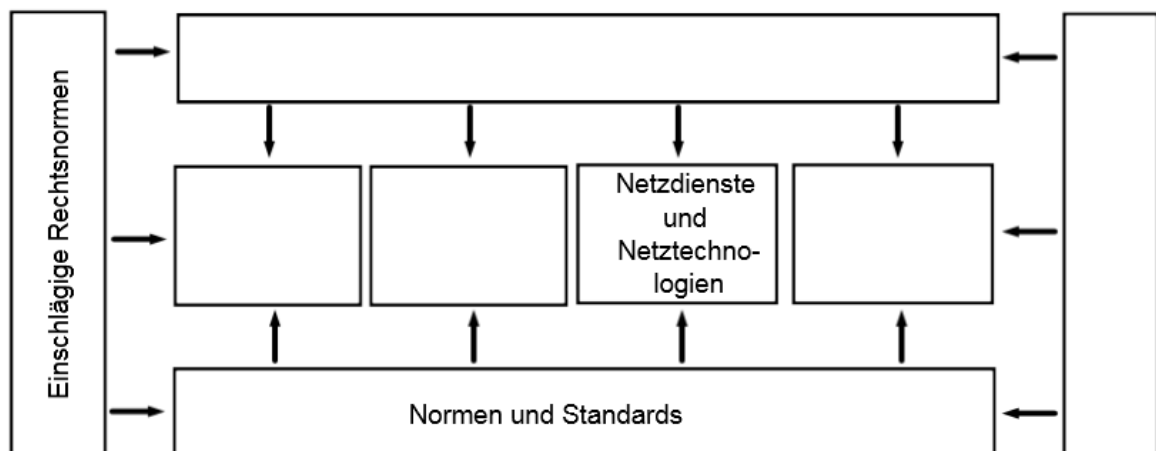 Einschlägige Rechtsnormen
Netzdienste
und
Netztechno-
logien
Normen und Standards